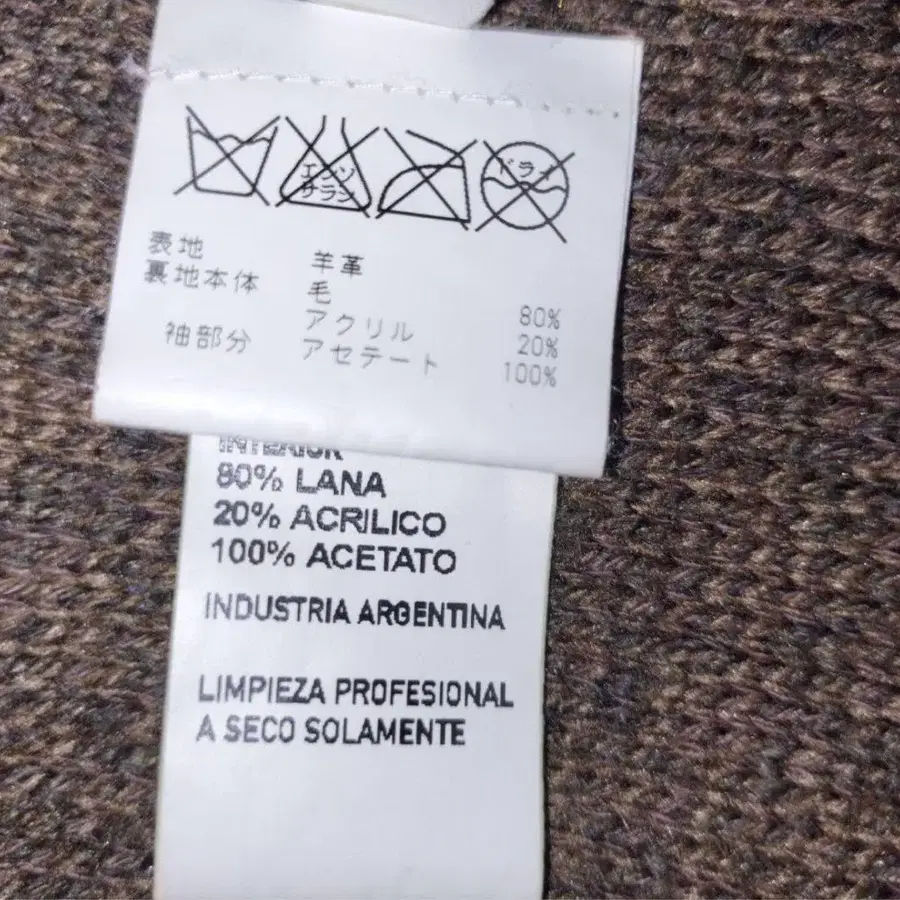 エンソ
サラシ
ドライ
表地 羊革
裏地本体 毛 80%
アクリル 20%
袖部分 アセテート 100%
INTERIOR
80% LANA
20% ACRILICO
100% ACETATO
INDUSTRIA ARGENTINA
LIMPIEZA PROFESIONAL
A SECO SOLAMENTE